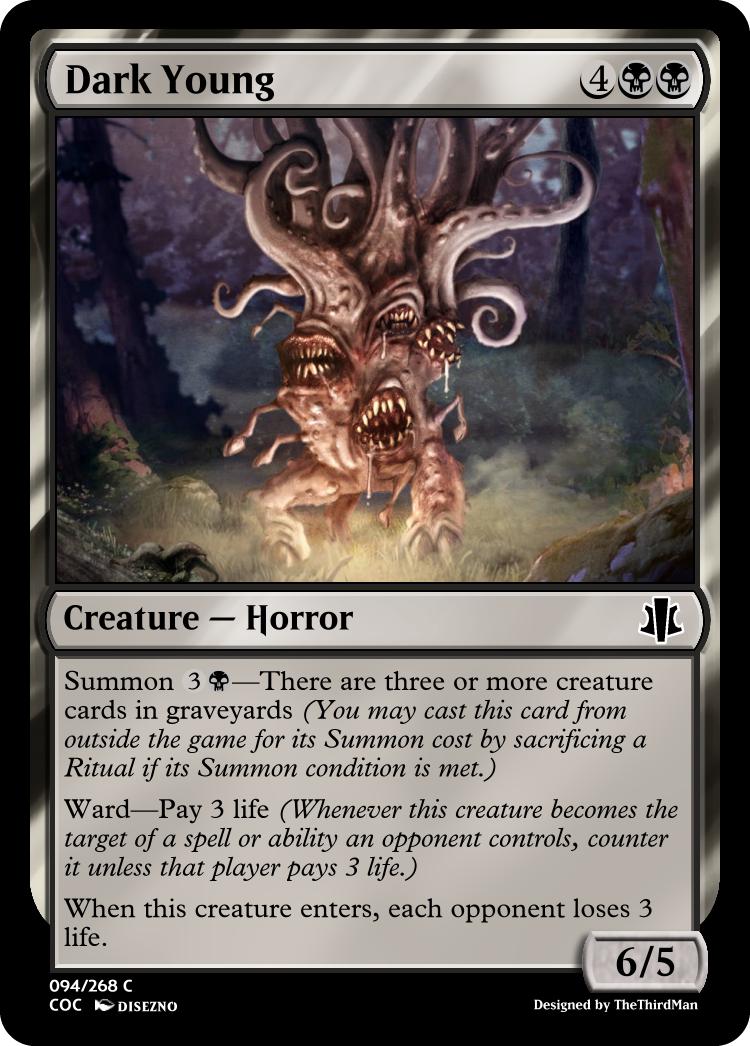 Dark Young 4
Creature — Horror
Summon 3 —There are three or more creature
cards in graveyards (You may cast this card from
outside the game for its Summon cost by sacrificing a
Ritual if its Summon condition is met.)
Ward—Pay 3 life (Whenever this creature becomes the
target of a spell or ability an opponent controls, counter
it unless that player pays 3 life.)
When this creature enters, each opponent loses 3
life.
6/5
094/268 C
COC DISEZNO
Designed by TheThirdMan